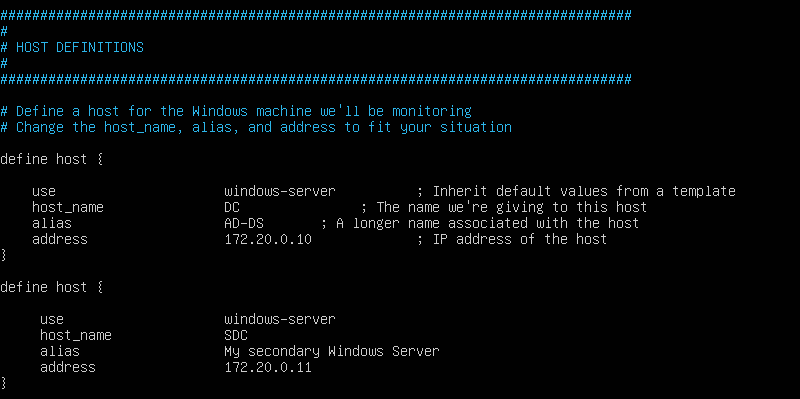 ###############################################################################
#
# HOST DEFINITIONS
#
###############################################################################
# Define a host for the Windows machine we'll be monitoring
# Change the host_name, alias, and address to fit your situation
define host {
use windows-server ; Inherit default values from a template
host_name DC ; The name we're giving to this host
alias AD-DS ; A longer name associated with the host
address 172.20.0.10 ; IP address of the host
}
define host {
use windows-server
host_name SDC
alias My secondary Windows Server
address 172.20.0.11
}